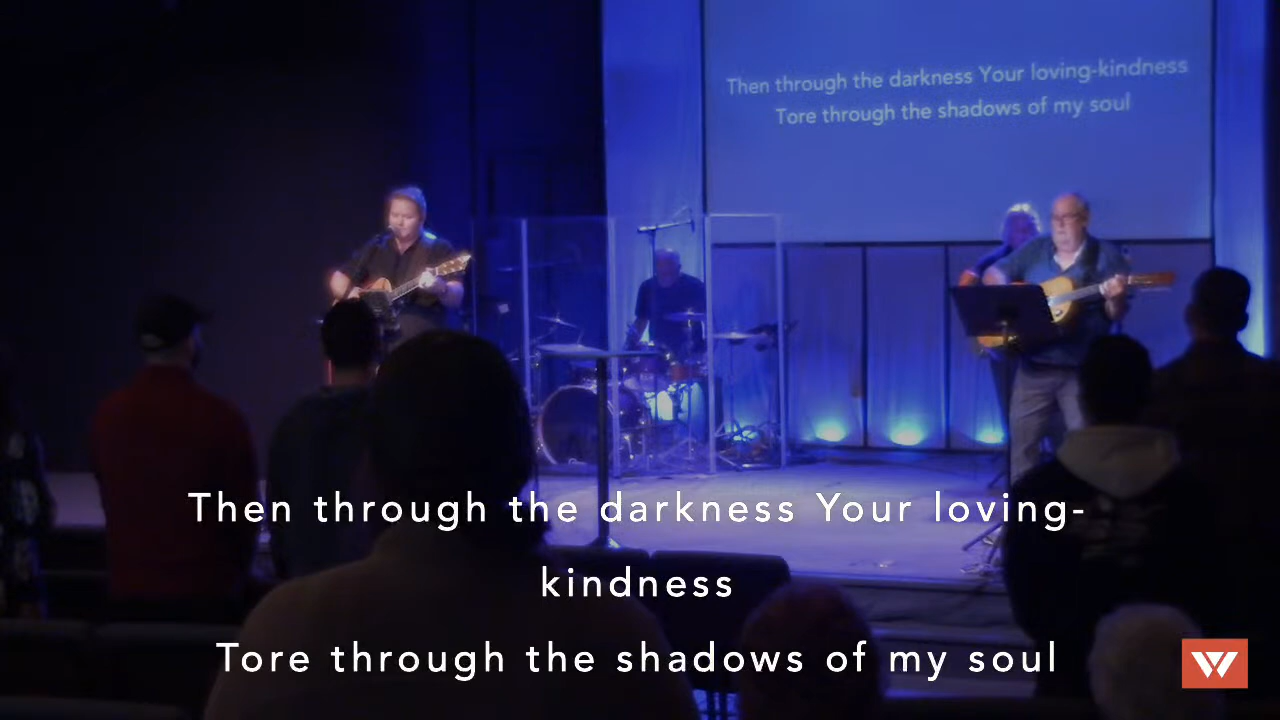 Then through the darkness Your loving-kindness
Tore through the shadows of my soul
Then through the darkness Your loving-
kindness
Tore through the shadows of my soul
W